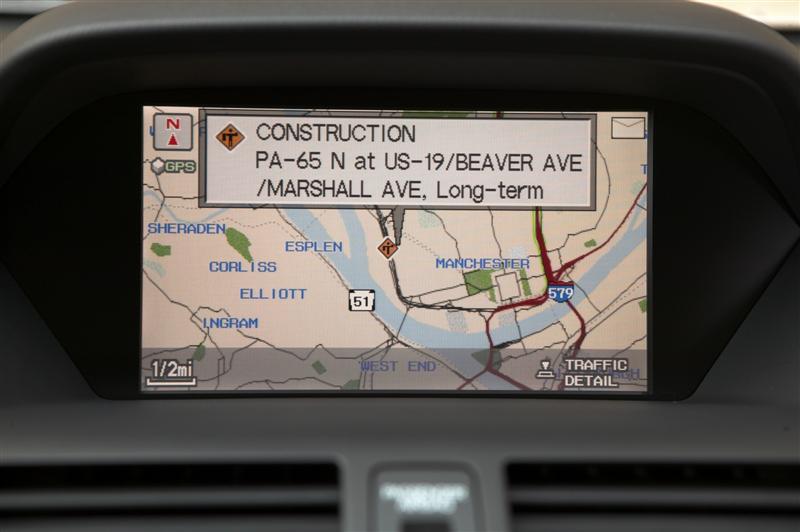 N
GPS
CONSTRUCTION
PA-65 N at US-19/BEAVER AVE
/MARSHALL AVE, Long-term
SHERADEN
ESPLEN
CORLISS
MANCHESTER
ELLIOTT
51
579
INGRAM
WEST END
1/2mi
TRAFFIC
DETAIL